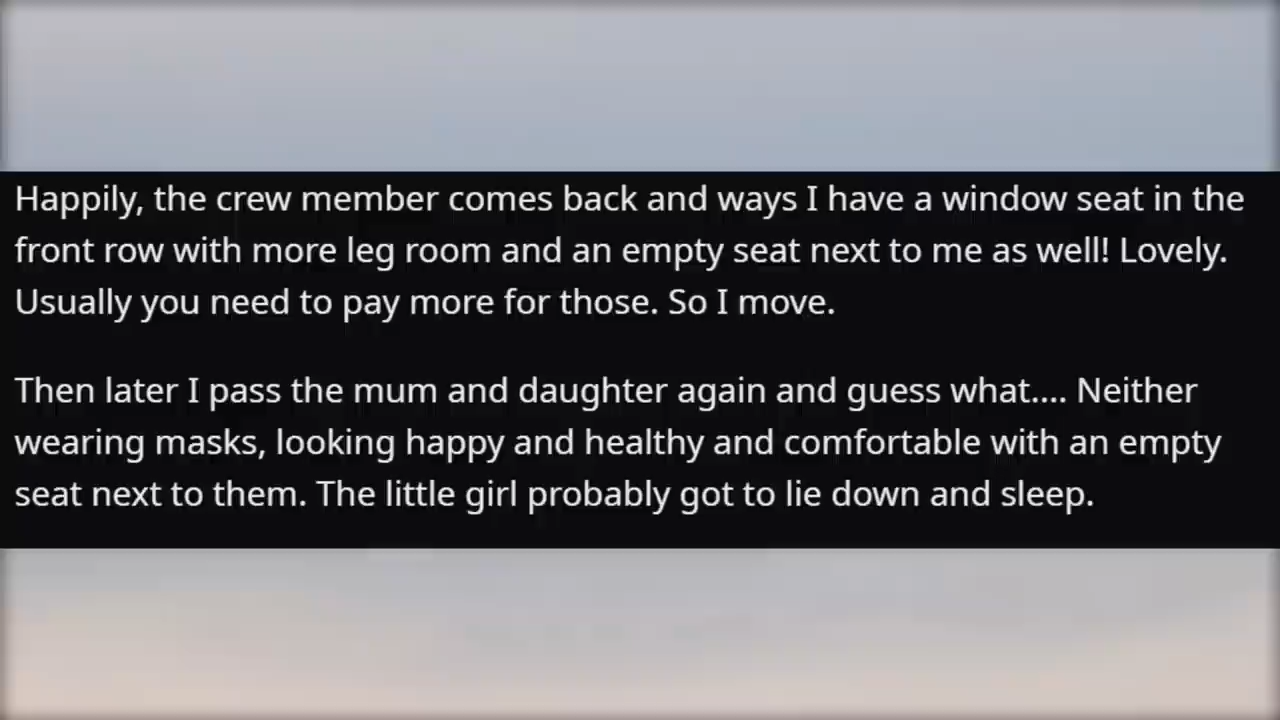 Happily, the crew member comes back and ways I have a window seat in the
front row with more leg room and an empty seat next to me as well! Lovely.
Usually you need to pay more for those. So I move.
Then later I pass the mum and daughter again and guess what.... Neither
wearing masks, looking happy and healthy and comfortable with an empty
seat next to them. The little girl probably got to lie down and sleep.